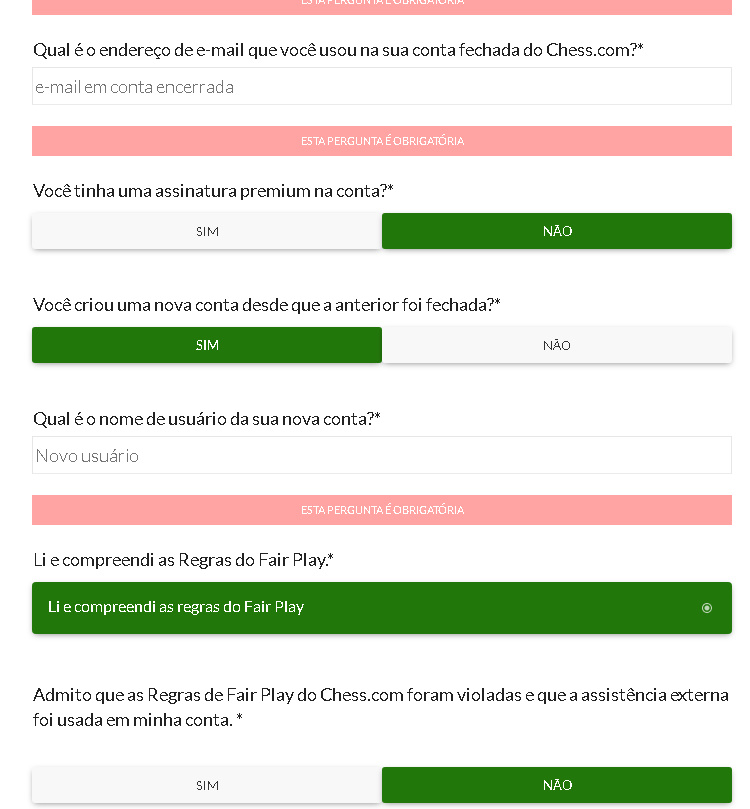 ESTA PERGUNTA É OBRIGATÓRIA
Qual é o endereço de e-mail que você usou na sua conta fechada do Chess.com?*
e-mail em conta encerrada
ESTA PERGUNTA É OBRIGATÓRIA
Você tinha uma assinatura premium na conta?*
SIM NÃO
Você criou uma nova conta desde que a anterior foi fechada?*
SIM NÃO
Qual é o nome de usuário da sua nova conta?*
Novo usuário
ESTA PERGUNTA É OBRIGATÓRIA
Li e compreendi as Regras do Fair Play.*
Li e compreendi as regras do Fair Play
Admito que as Regras de Fair Play do Chess.com foram violadas e que a assistência externa
foi usada em minha conta. *
SIM NÃO